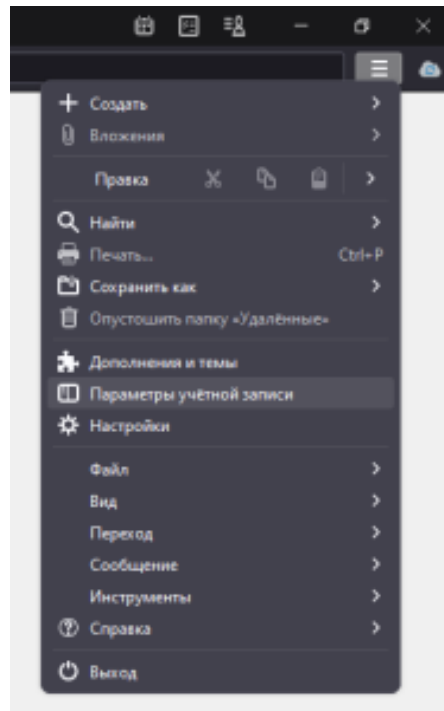 Создать
Вложения
Правка
Найти
Печать... Ctrl+P
Сохранить как
Опустошить папку «Удалённые»
Дополнения и темы
Параметры учётной записи
Настройки
Файл
Вид
Переход
Сообщение
Инструменты
Справка
Выход